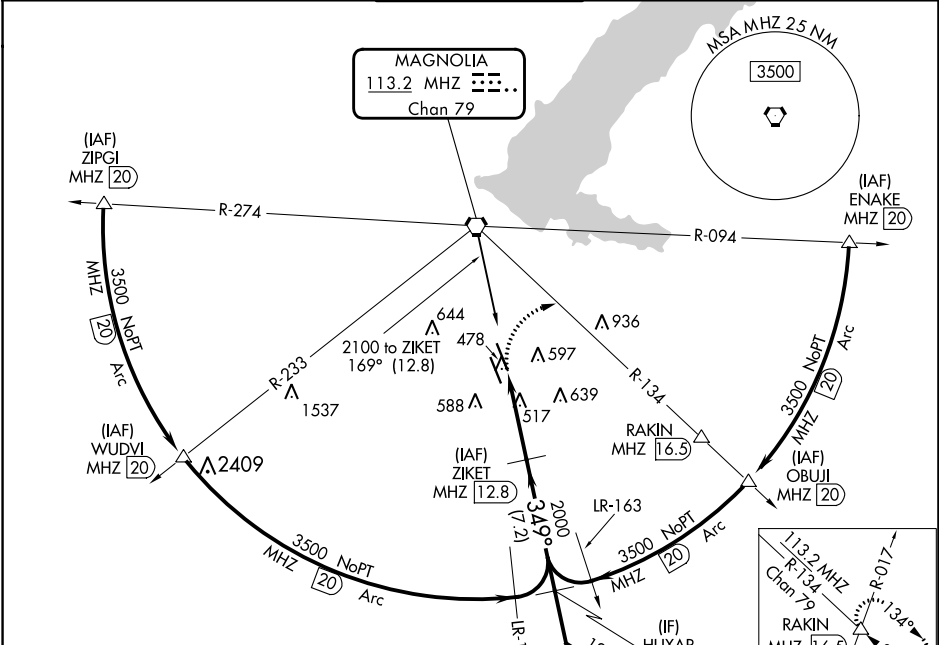 MAGNOLIA
113.2 MHZ
Chan 79
MSA MHZ 25 NM
3500
(IAF)
ZIPGI
MHZ 20
(IAF)
ENAKE
MHZ 20
R-274
R-094
3500 NoPT
MHZ 20 Arc
644
936
478
597
2100 to ZIKET
169° (12.8)
R-233
R-134
3500 NoPT
MHZ 20 Arc
1537
588
517
639
(IAF)
WUDVI
MHZ 20
2409
RAKIN
MHZ 16.5
(IAF)
OBUJI
MHZ 20
(IAF)
ZIKET
MHZ 12.8
2000
349°
(7.2)
LR-163
3500 NoPT
MHZ 20 Arc
3500 NoPT
MHZ 20 Arc
(IF)
113.2 MHZ
R-134
Chan 79
R-017
134°
RAKIN
MHZ 16.5